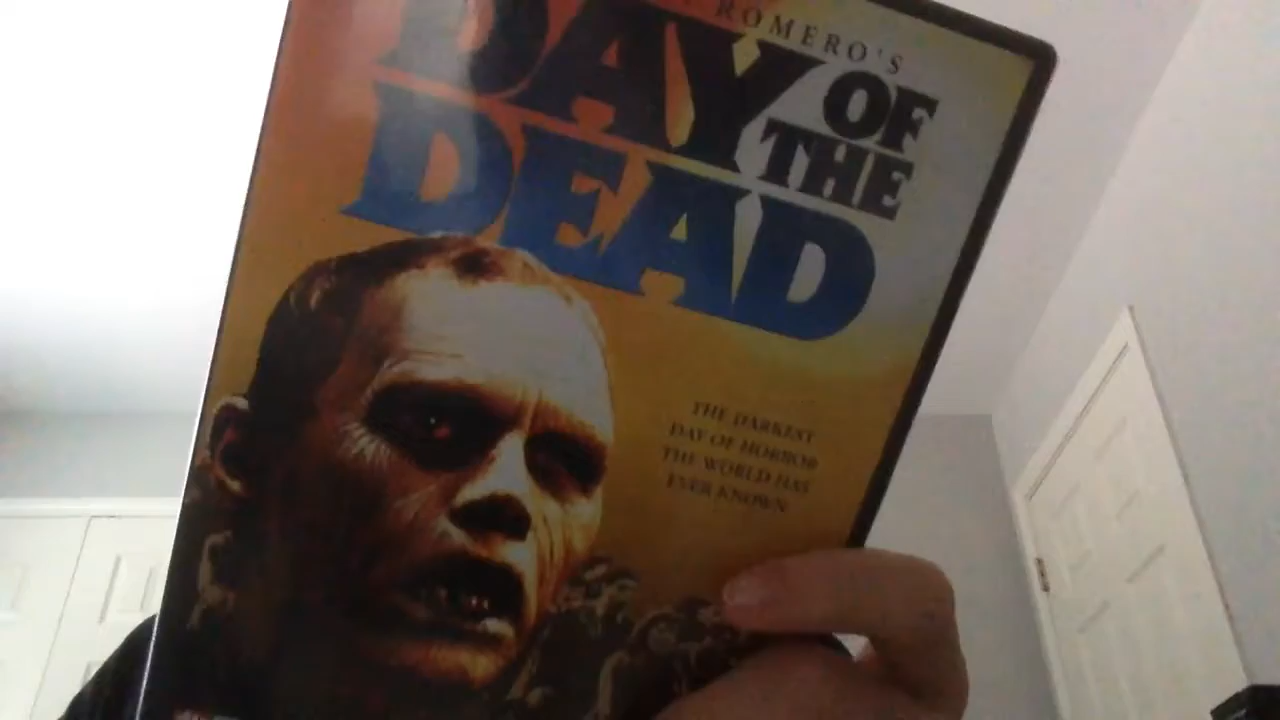 ROMERO'S
DAY OF
THE
DEAD
THE DARKEST
DAY OF HORROR
THE WORLD HAS
EVER KNOWN